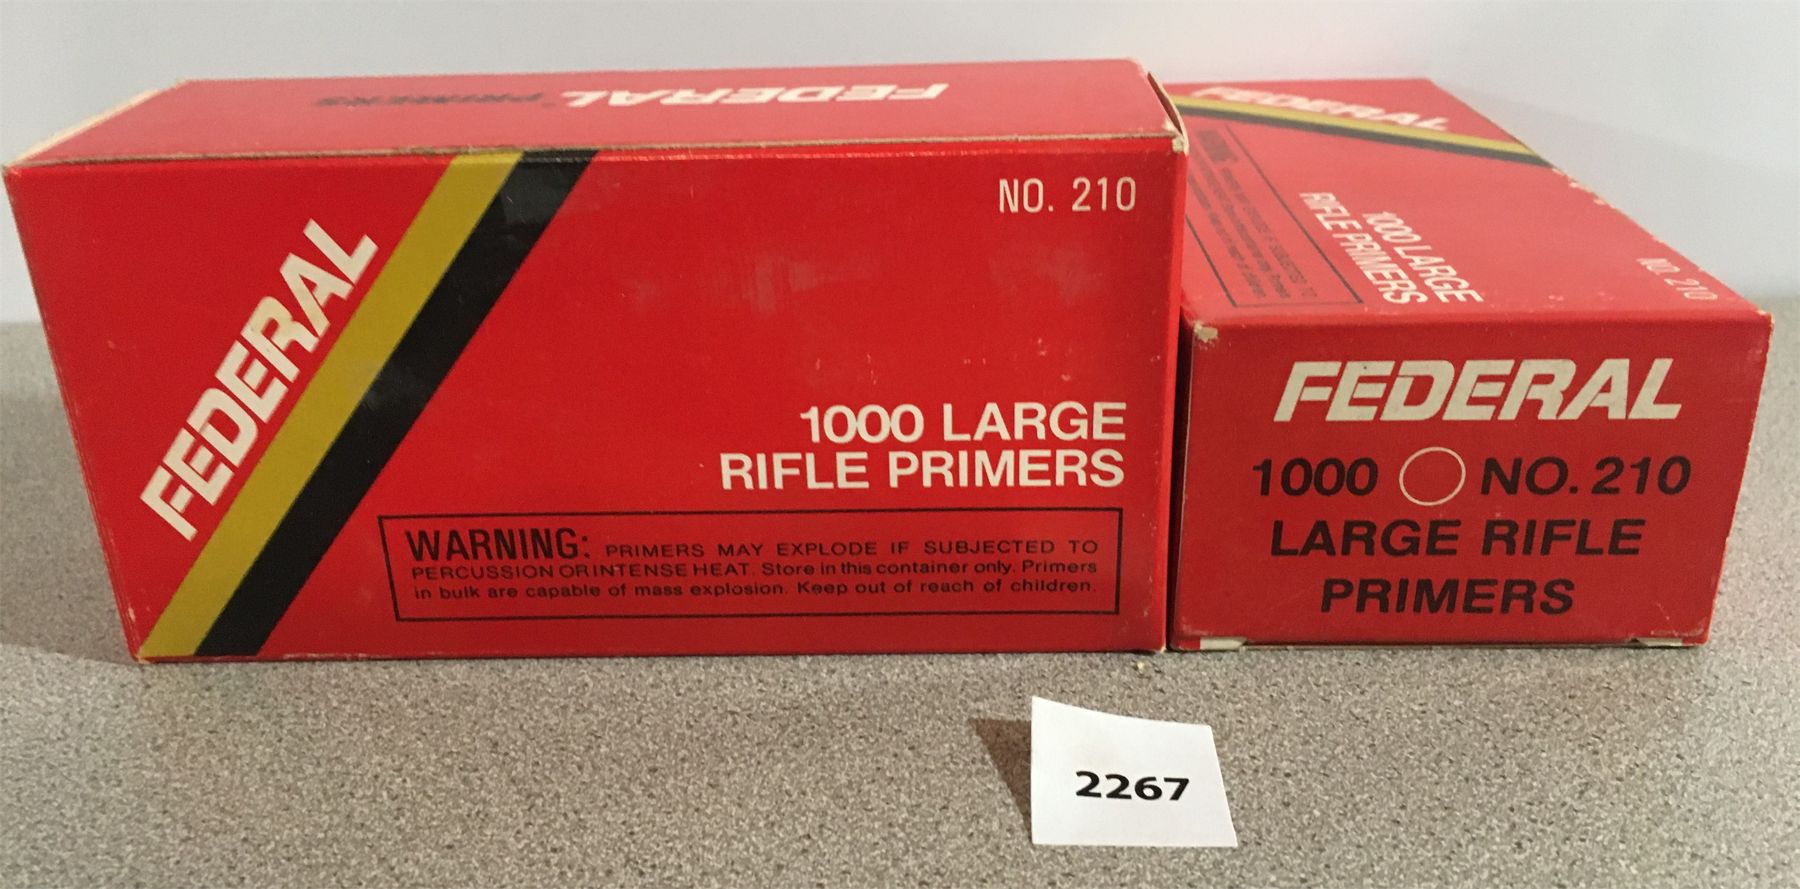 FEDERAL PRIMERS
FEDERAL
NO. 210
1000 LARGE
RIFLE PRIMERS
WARNING: PRIMERS MAY EXPLODE IF SUBJECTED TO
PERCUSSION OR INTENSE HEAT. Store in this container only. Primers
in bulk are capable of mass explosion. Keep out of reach of children.
FEDERAL
1000 LARGE
RIFLE PRIMERS
NO. 210
FEDERAL
1000 NO. 210
LARGE RIFLE
PRIMERS
2267